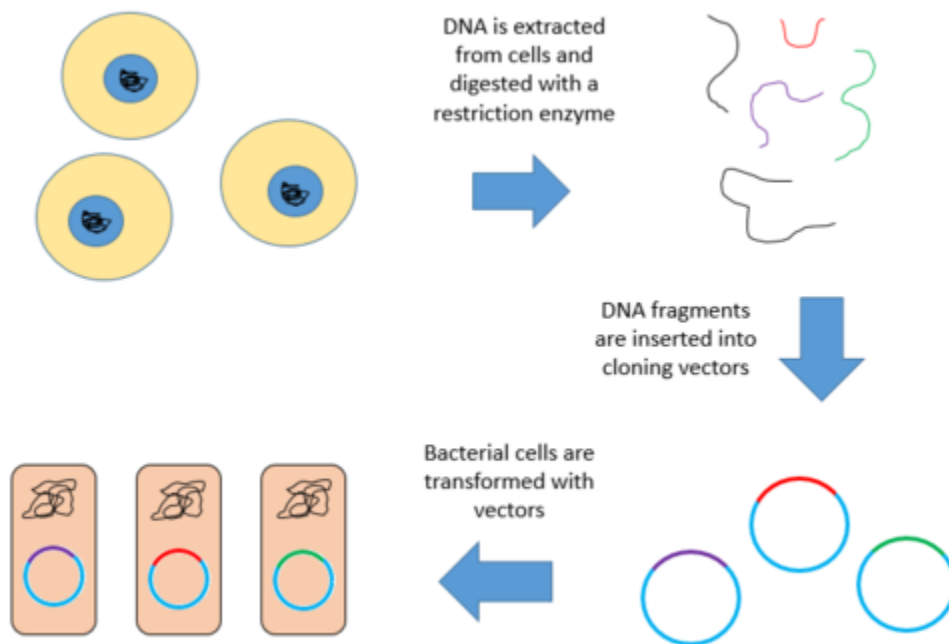 DNA is extracted
from cells and
digested with a
restriction enzyme
DNA fragments
are inserted into
cloning vectors
Bacterial cells are
transformed with
vectors